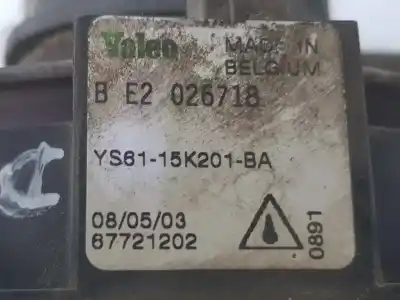 Valeo
MADE IN
BELGIUM
B E2 026718
YS61-15K201-BA
08/05/03
67721202
0891